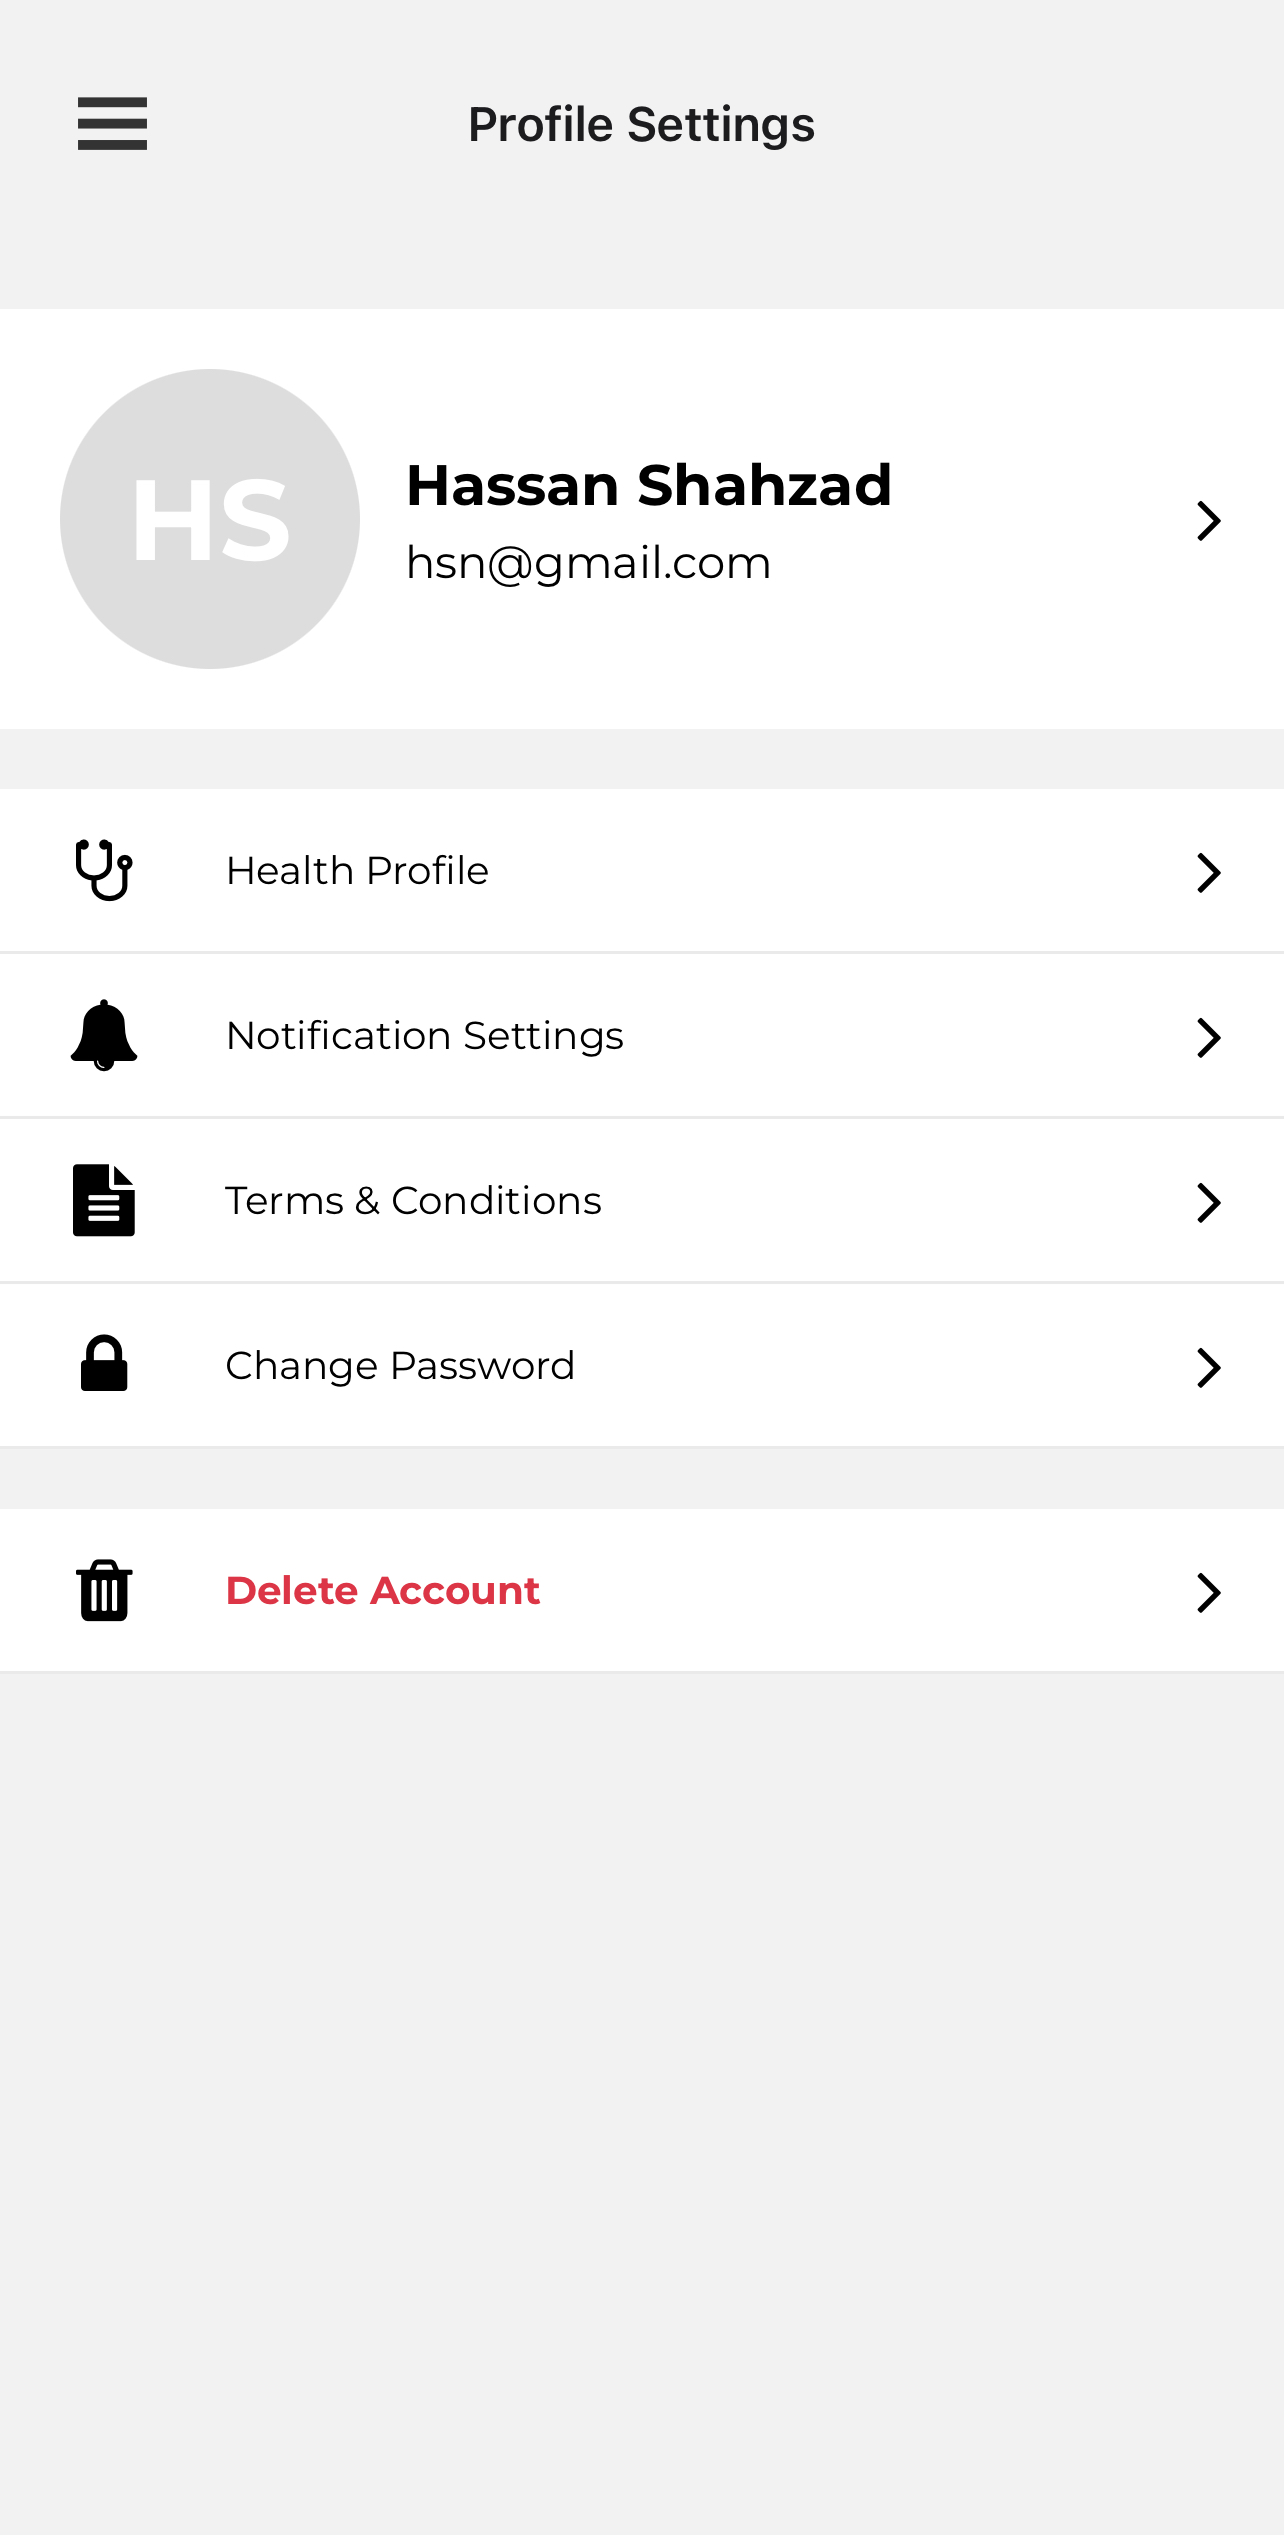 Profile Settings
HS
Hassan Shahzad
hsn@gmail.com
Health Profile
Notification Settings
Terms & Conditions
Change Password
Delete Account